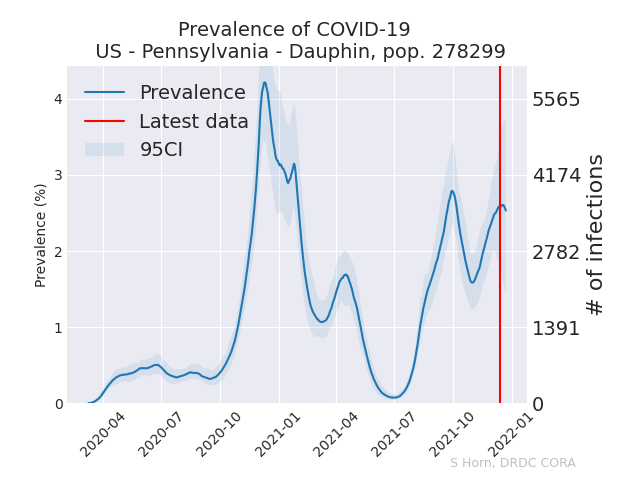 Prevalence of COVID-19
US - Pennsylvania - Dauphin, pop. 278299
Prevalence
Latest data
95CI
Prevalence (%)
4
3
2
1
0
5565
4174
2782
1391
0
# of infections
2020-04
2020-07
2020-10
2021-01
2021-04
2021-07
2021-10
2022-01
S Horn, DRDC CORA